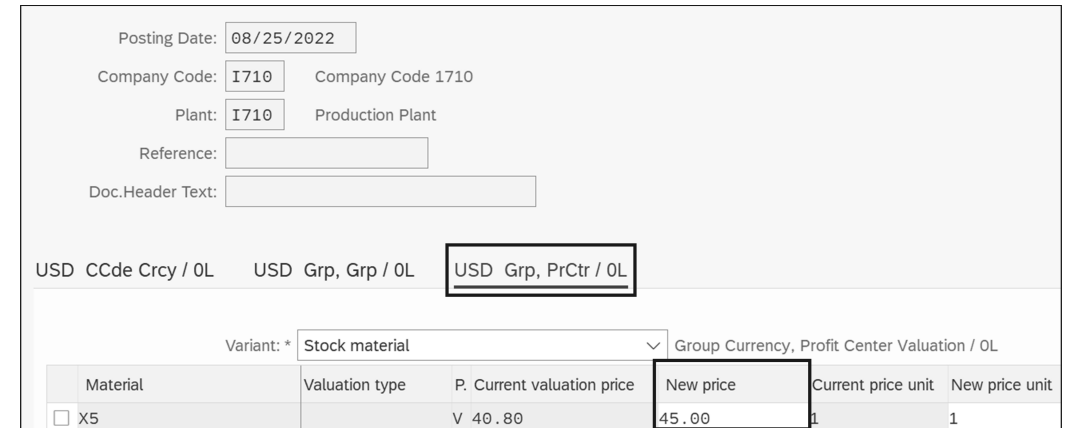 Posting Date: 08/25/2022
Company Code: I710 Company Code 1710
Plant: I710 Production Plant
Reference:
Doc.Header Text:
USD CCde Crcy / 0L USD Grp, Grp / 0L USD Grp, PrCtr / 0L
Variant: * Stock material Group Currency, Profit Center Valuation / 0L
Material Valuation type P. Current valuation price New price Current price unit New price unit
X5 V 40.80 45.00 1 1